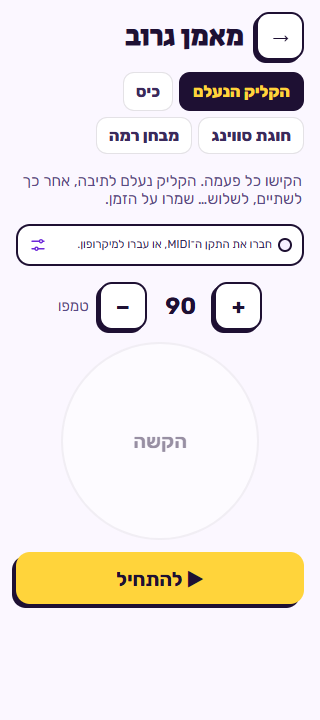 → מאמן גרוב
הקליק הנעלם כיס
חוגת סווינג מבחן רמה
הקישו כל פעמה. הקליק נעלם לתיבה, אחר כך
לשתיים, לשלוש... שמרו על הזמן.
חברו את התקן ה־MIDI, או עברו למיקרופון.
+ 90 − טמפו
הקשה
▶ להתחיל